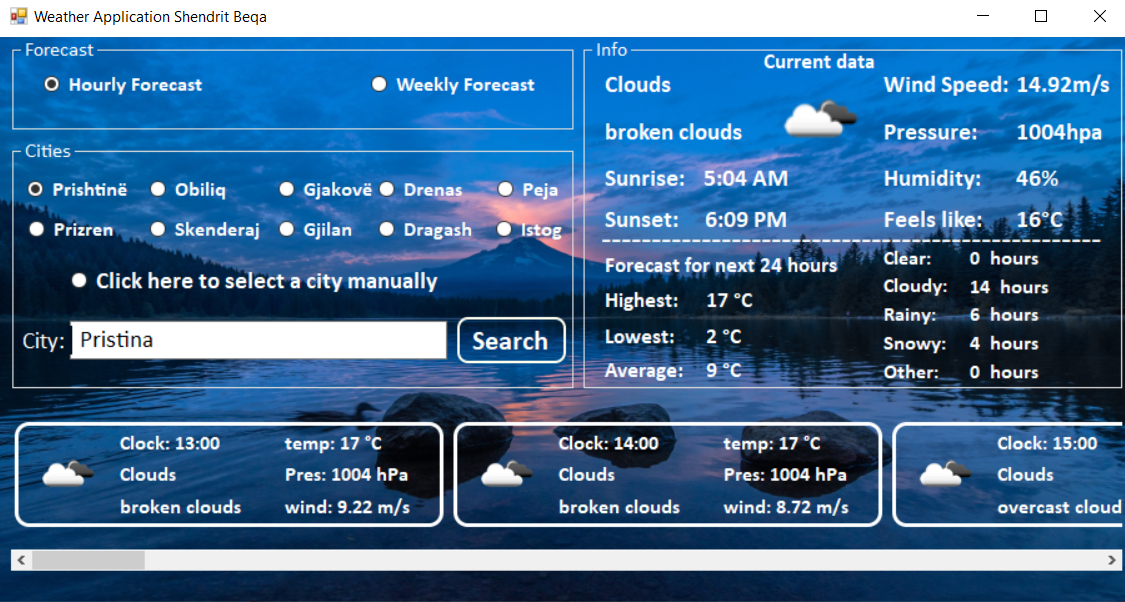 Weather Application Shendrit Beqa
Forecast
Hourly Forecast Weekly Forecast
Cities
Prishtinë Obiliq Gjakovë Drenas Peja
Prizren Skenderaj Gjilan Dragash Istog
Click here to select a city manually
City: Pristina Search
Info
Current data
Clouds Wind Speed: 14.92m/s
broken clouds Pressure: 1004hpa
Sunrise: 5:04 AM Humidity: 46%
Sunset: 6:09 PM Feels like: 16°C
Forecast for next 24 hours
Highest: 17 °C
Lowest: 2 °C
Average: 9 °C
Clear: 0 hours
Cloudy: 14 hours
Rainy: 6 hours
Snowy: 4 hours
Other: 0 hours
Clock: 13:00 temp: 17 °C
Clouds Pres: 1004 hPa
broken clouds wind: 9.22 m/s
Clock: 14:00 temp: 17 °C
Clouds Pres: 1004 hPa
broken clouds wind: 8.72 m/s
Clock: 15:00
Clouds
overcast cloud